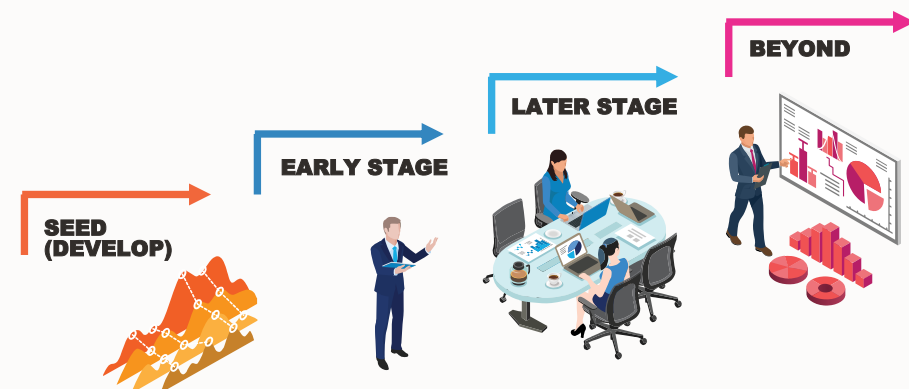 SEED
(DEVELOP)
EARLY STAGE
LATER STAGE
BEYOND